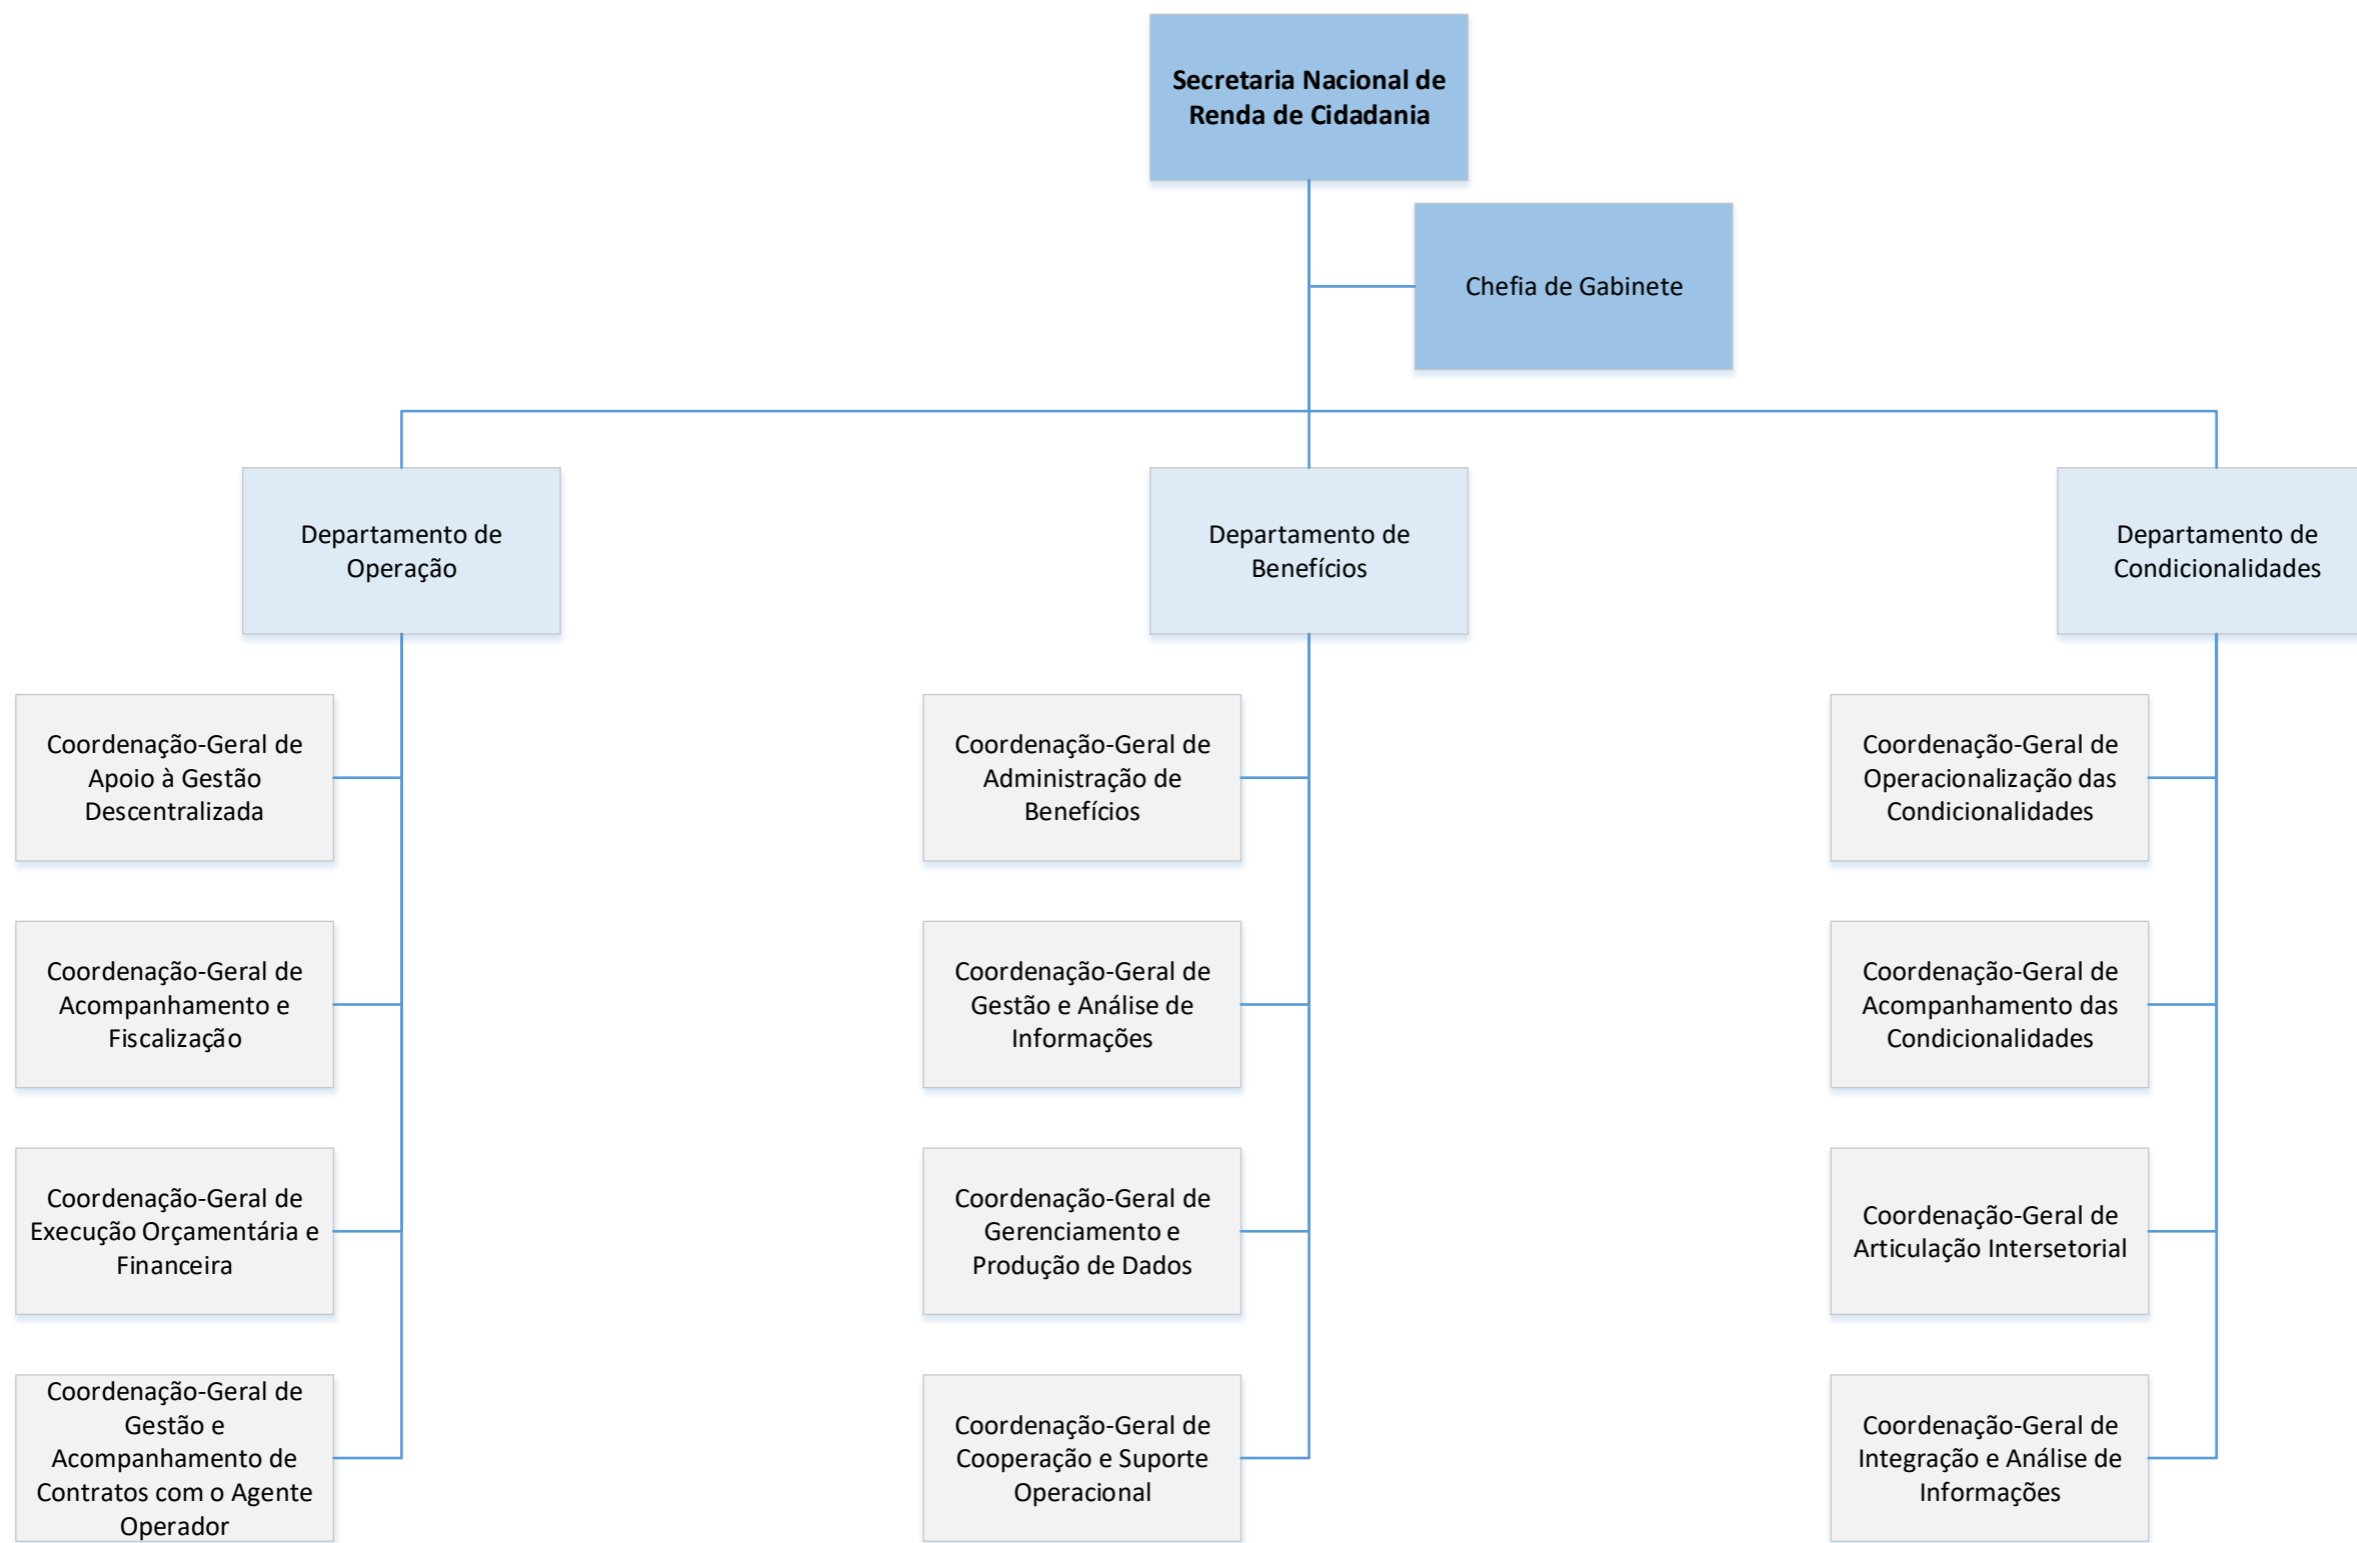 Secretaria Nacional de
Renda de Cidadania
Chefia de Gabinete
Departamento de
Operação
Departamento de
Benefícios
Departamento de
Condicionalidades
Coordenação-Geral de
Apoio à Gestão
Descentralizada
Coordenação-Geral de
Administração de
Benefícios
Coordenação-Geral de
Operacionalização das
Condicionalidades
Coordenação-Geral de
Acompanhamento e
Fiscalização
Coordenação-Geral de
Gestão e Análise de
Informações
Coordenação-Geral de
Acompanhamento das
Condicionalidades
Coordenação-Geral de
Execução Orçamentária e
Financeira
Coordenação-Geral de
Gerenciamento e
Produção de Dados
Coordenação-Geral de
Articulação Intersetorial
Coordenação-Geral de
Gestão e
Acompanhamento de
Contratos com o Agente
Operador
Coordenação-Geral de
Cooperação e Suporte
Operacional
Coordenação-Geral de
Integração e Análise de
Informações